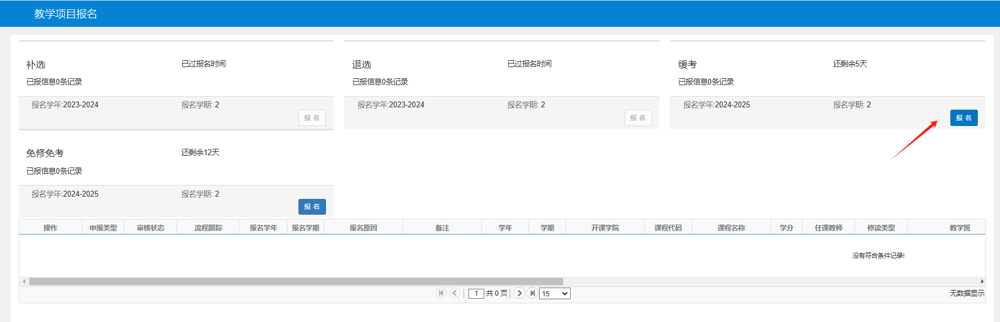 教学项目报名
补选 已过报名时间
已报信息0条记录
报名学年:2023-2024 报名学期: 2
报 名
退选 已过报名时间
已报信息0条记录
报名学年:2023-2024 报名学期: 2
报 名
缓考 还剩余5天
已报信息0条记录
报名学年:2024-2025 报名学期: 2
报 名
免修免考 还剩余12天
已报信息0条记录
报名学年:2024-2025 报名学期: 2
报 名
操作 申报类型 审核状态 流程跟踪 报名学年 报名学期 报名原因 备注 学年 学期 开课学院 课程代码 课程名称 学分 任课教师 修读类型 教学班
没有符合条件记录!
1 共 0 页 15 无数据显示